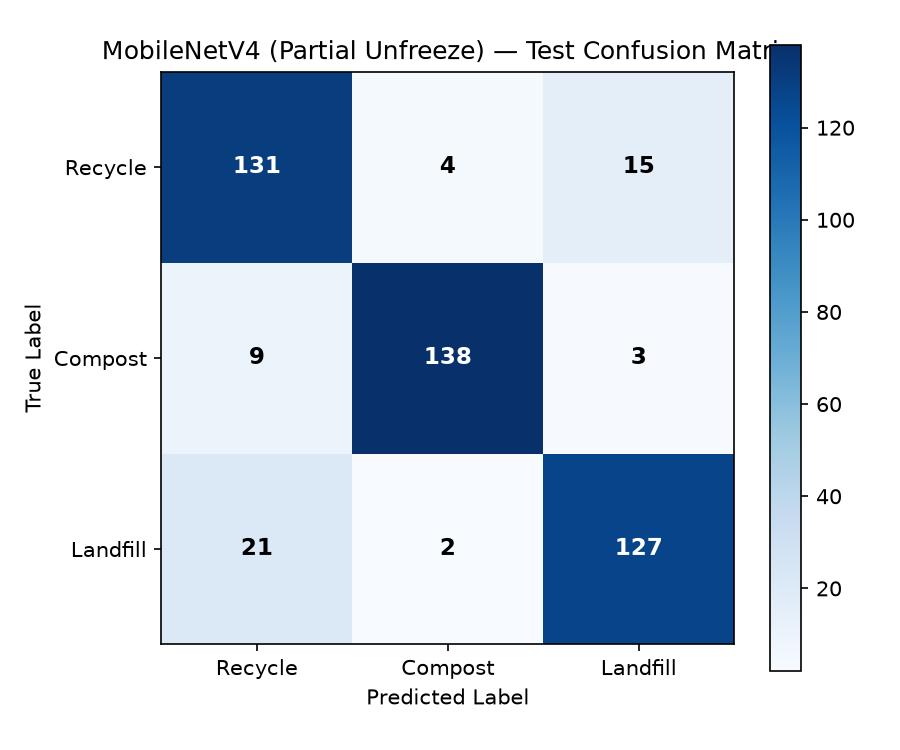 MobileNetV4 (Partial Unfreeze) — Test Confusion Matr
Recycle 131 4 15
Compost 9 138 3
Landfill 21 2 127
Recycle Compost Landfill
Predicted Label
True Label
120
100
80
60
40
20